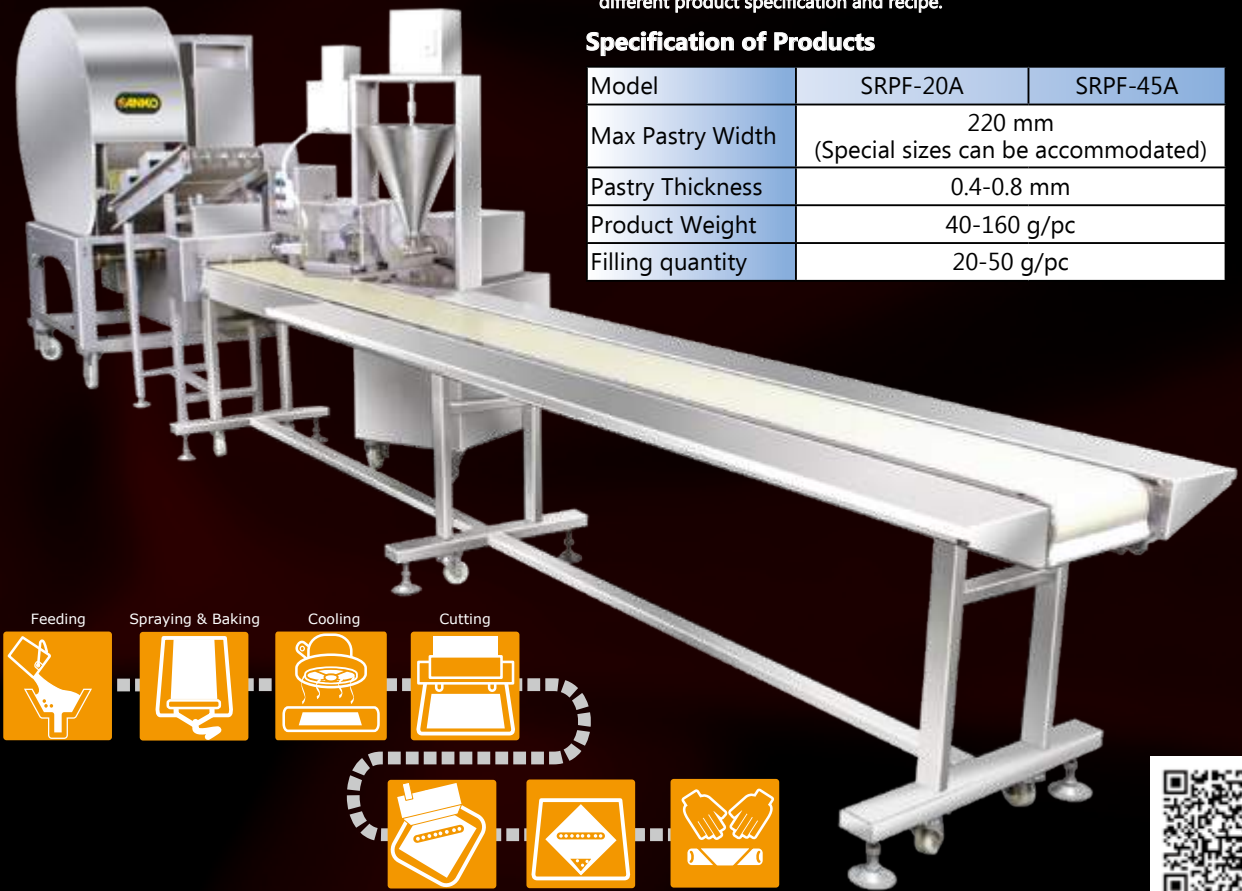 different product specification and recipe.
Specification of Products
Model SRPF-20A SRPF-45A
Max Pastry Width 220 mm
(Special sizes can be accommodated)
Pastry Thickness 0.4-0.8 mm
Product Weight 40-160 g/pc
Filling quantity 20-50 g/pc
ANKO
Feeding Spraying & Baking Cooling Cutting